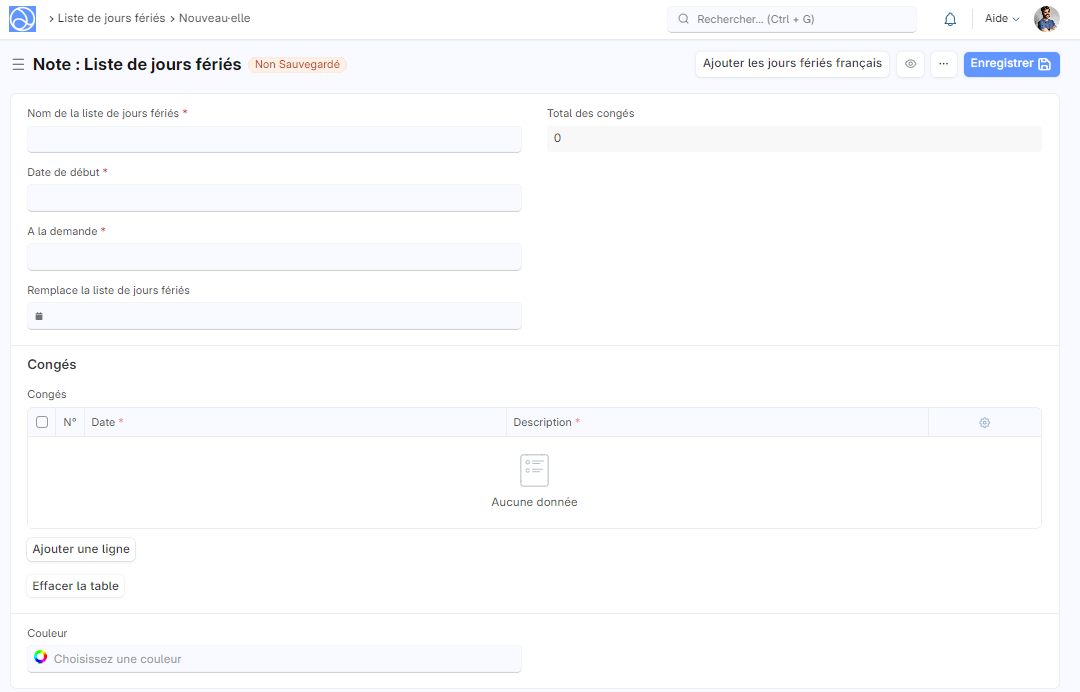 Liste de jours fériés > Nouveau·elle
Rechercher... (Ctrl + G)
Aide
Note : Liste de jours fériés
Non Sauvegardé
Ajouter les jours fériés français
...
Enregistrer
Nom de la liste de jours fériés *
Total des congés
0
Date de début *
A la demande *
Remplace la liste de jours fériés
Congés
Congés
N° Date * Description *
Aucune donnée
Ajouter une ligne
Effacer la table
Couleur
Choisissez une couleur